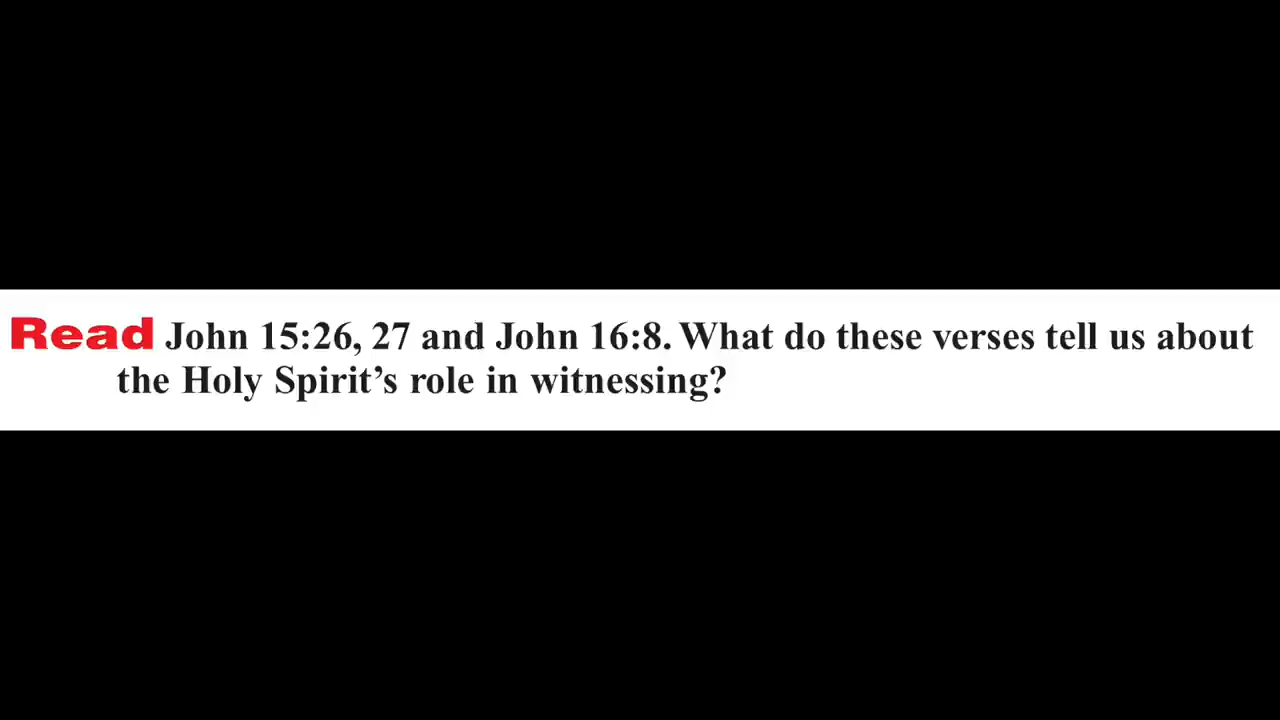 Read John 15:26, 27 and John 16:8. What do these verses tell us about
the Holy Spirit’s role in witnessing?